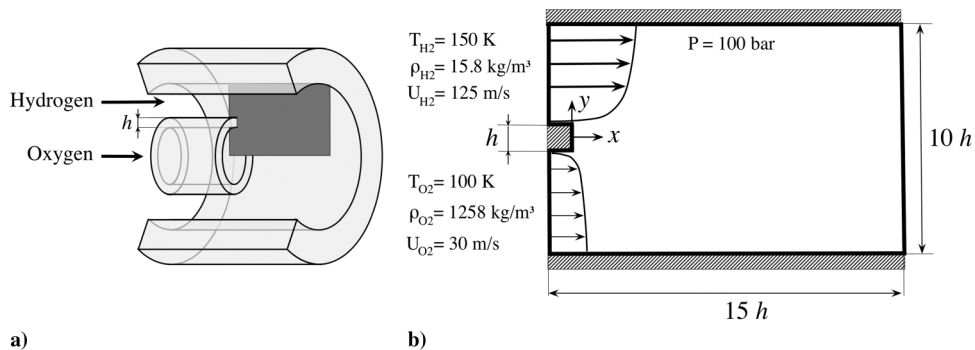 Hydrogen
h
Oxygen
a)
T_H2 = 150 K
ρ_H2 = 15.8 kg/m³
U_H2 = 125 m/s
P = 100 bar
y
h
x
10 h
T_O2 = 100 K
ρ_O2 = 1258 kg/m³
U_O2 = 30 m/s
15 h
b)